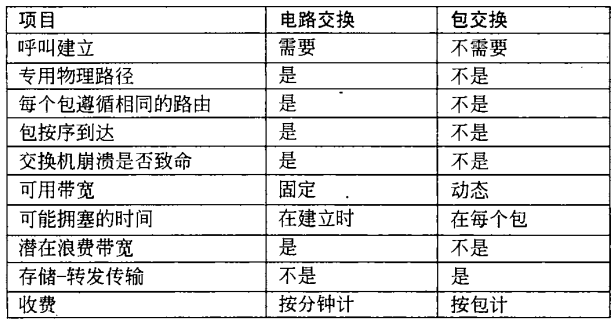 项目 电路交换 包交换
呼叫建立 需要 不需要
专用物理路径 是 不是
每个包遵循相同的路由 是 不是
包按序到达 是 不是
交换机崩溃是否致命 是 不是
可用带宽 固定 动态
可能拥塞的时间 在建立时 在每个包
潜在浪费带宽 是 不是
存储-转发传输 不是 是
收费 按分钟计 按包计